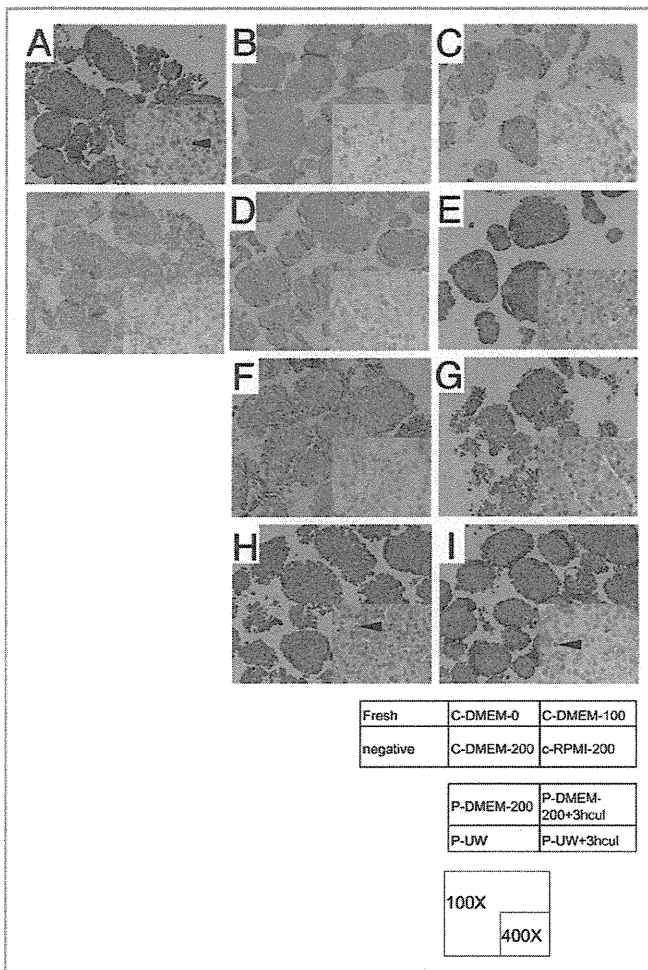 A B C
D E
F G
H I
Fresh C-DMEM-0 C-DMEM-100
negative C-DMEM-200 c-RPMI-200
P-DMEM-200 P-DMEM-
200+3hcul
P-UW P-UW+3hcul
100X
400X